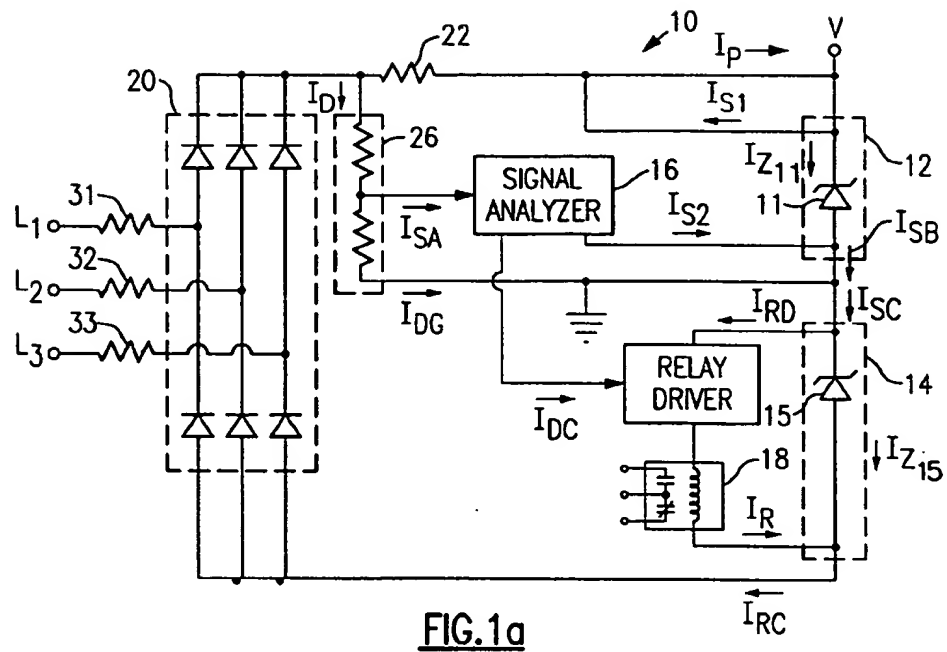 22
10
I_P
V
20
I_D
I_S1
26
12
I_Z11
SIGNAL
ANALYZER
16
11
31
L1
I_SA
I_S2
I_SB
32
L2
I_DG
I_RD
I_SC
33
L3
RELAY
DRIVER
14
15
I_DC
18
I_Z15
I_R
I_RC
FIG.1a